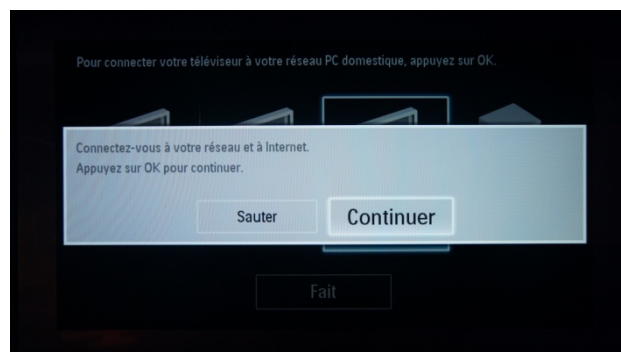 Pour connecter votre téléviseur à votre réseau PC domestique, appuyez sur OK.
Connectez-vous à votre réseau et à Internet.
Appuyez sur OK pour continuer.
Sauter
Continuer
Fait